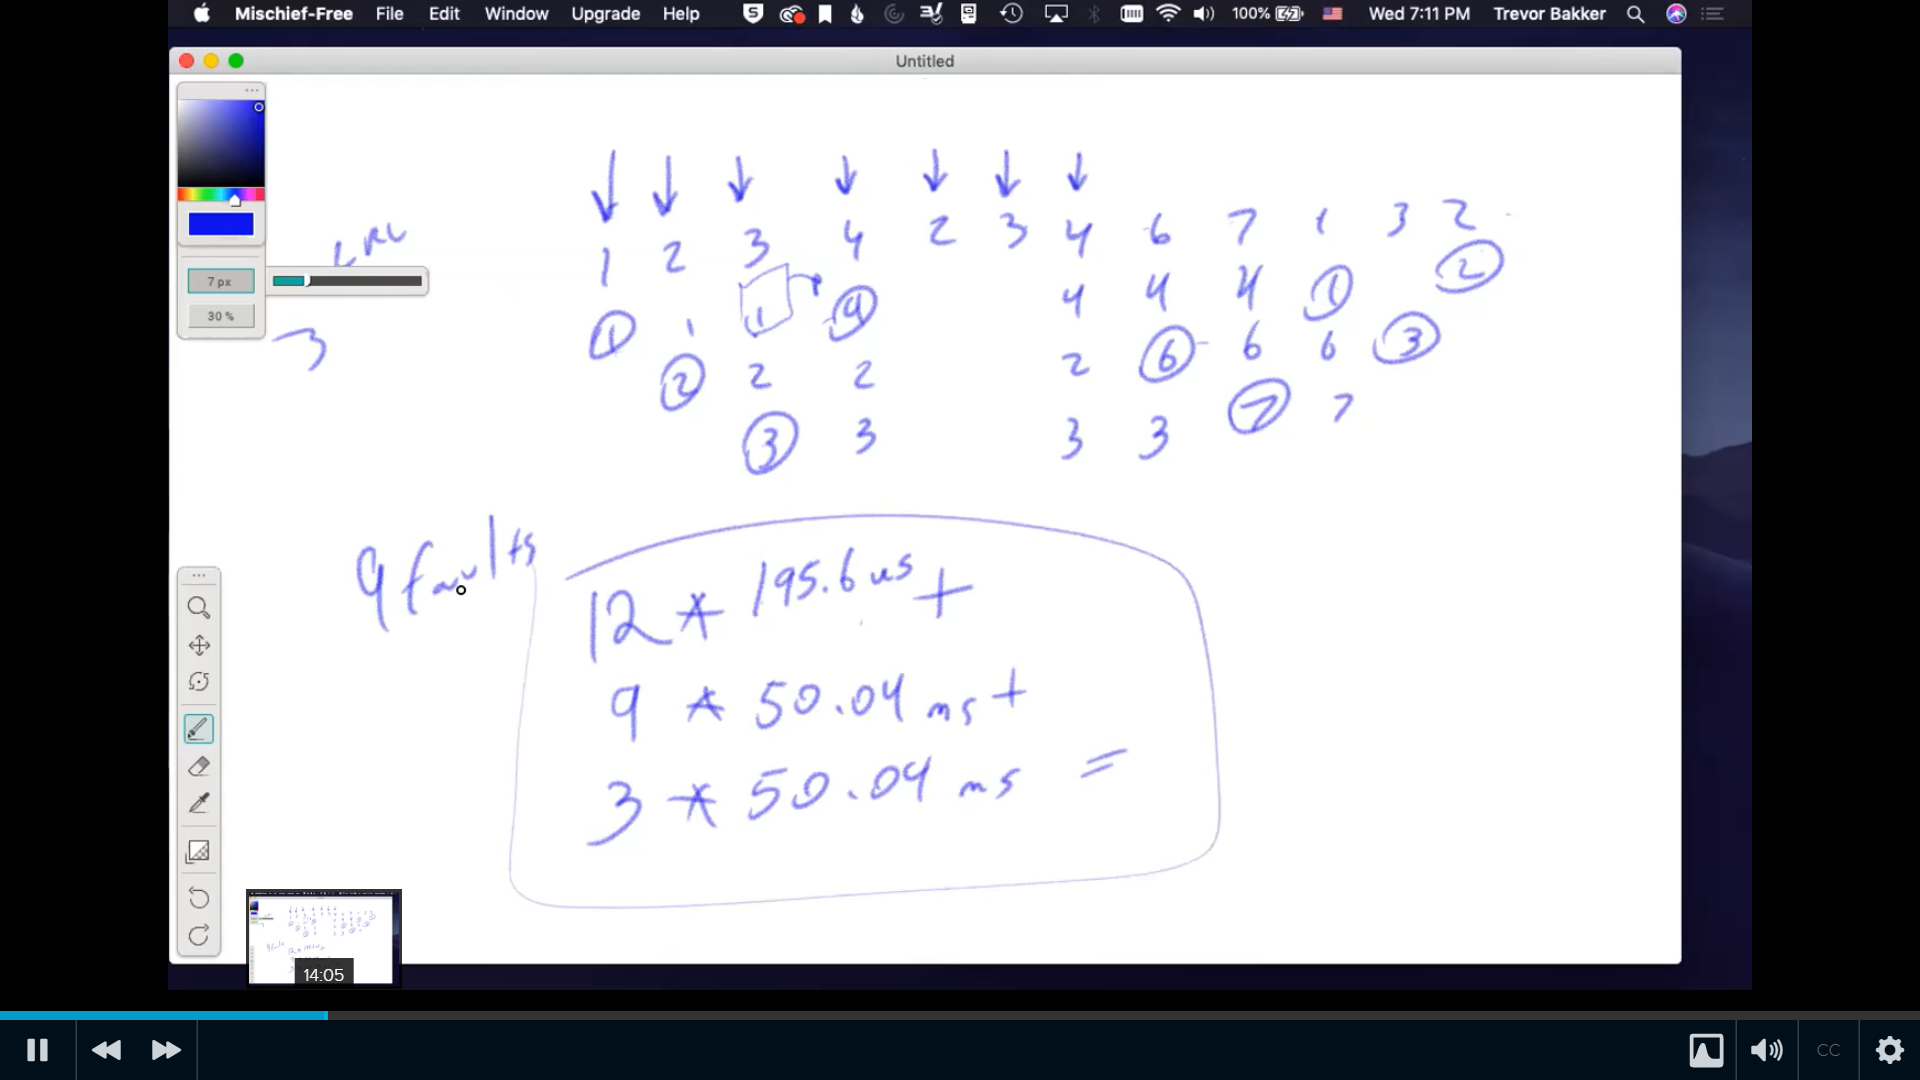 Mischief-Free File Edit Window Upgrade Help 100% Wed 7:11 PM Trevor Bakker
Untitled
1 2 3 4 2 3 4 6 7 1 3 2
LRU
7 px
30 %
3
1 1 1 4 4 4 4 1 2
2 2 2 2 6 6 6 3
3 3 3 3 7 7
9 faults
12 * 195.6 us +
9 * 50.04 ms +
3 * 50.04 ms =
14:05
CC